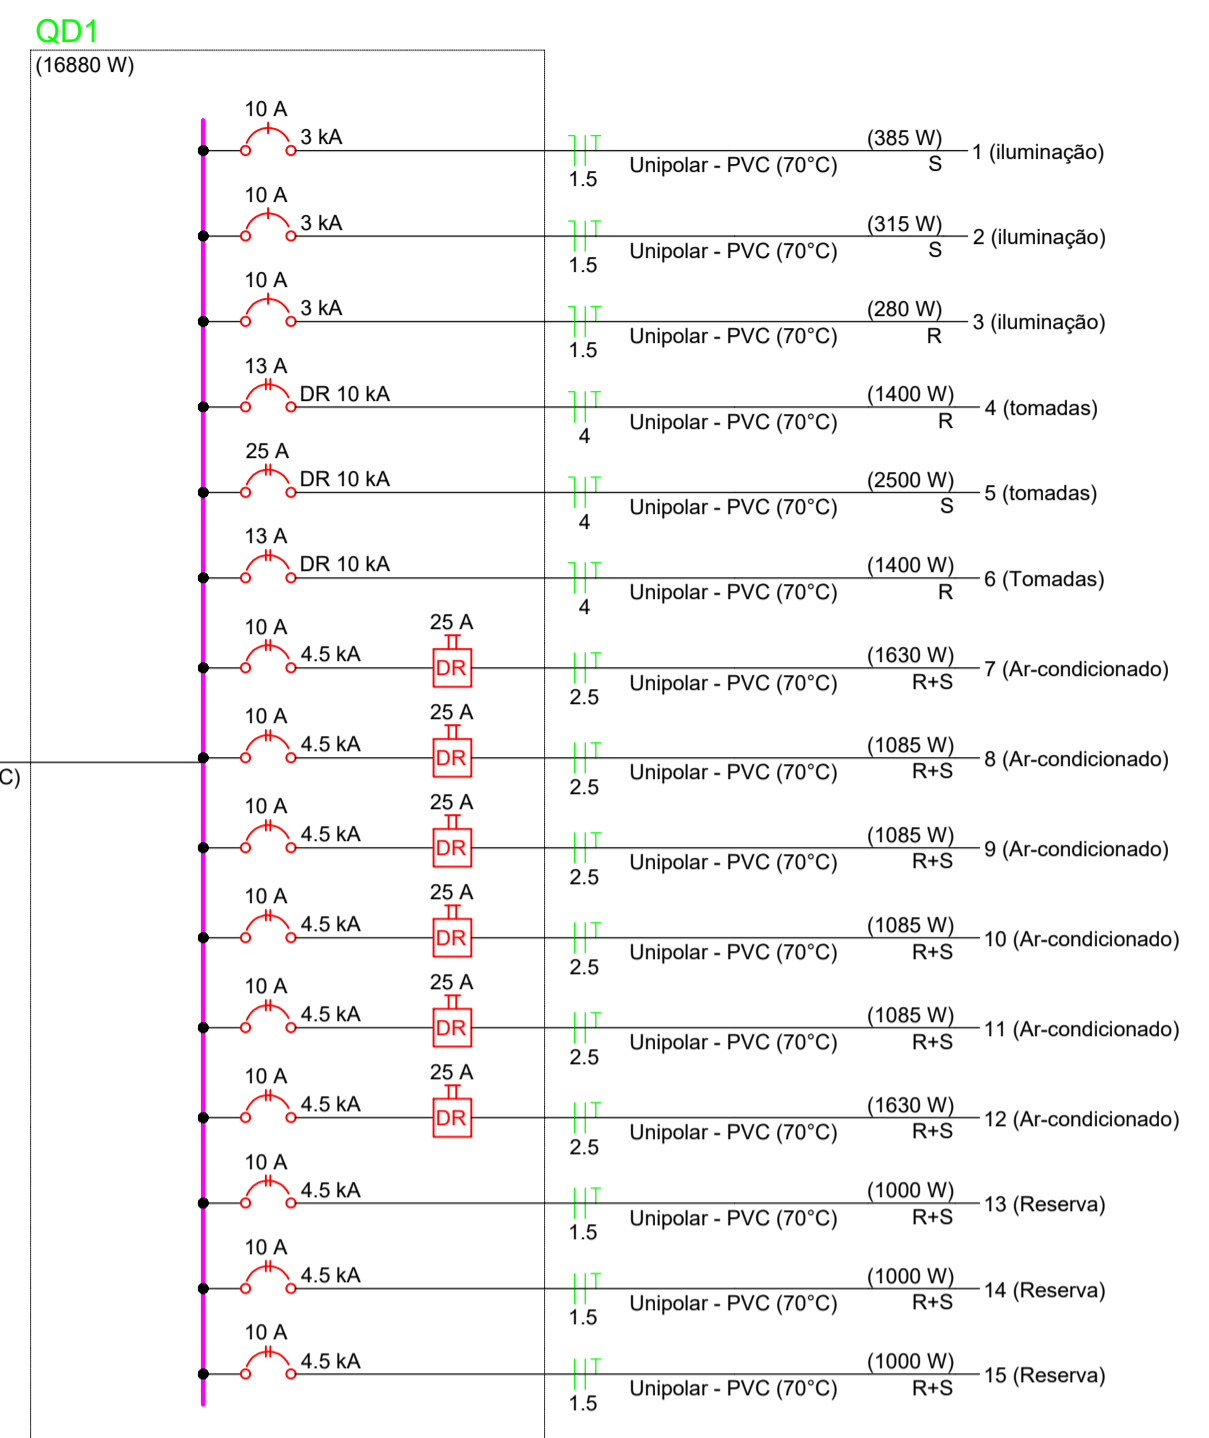 QD1
(16880 W)
10 A
3 kA
1.5
Unipolar - PVC (70°C)
(385 W)
S
1 (iluminação)
10 A
3 kA
1.5
Unipolar - PVC (70°C)
(315 W)
S
2 (iluminação)
10 A
3 kA
1.5
Unipolar - PVC (70°C)
(280 W)
R
3 (iluminação)
13 A
DR 10 kA
4
Unipolar - PVC (70°C)
(1400 W)
R
4 (tomadas)
25 A
DR 10 kA
4
Unipolar - PVC (70°C)
(2500 W)
S
5 (tomadas)
13 A
DR 10 kA
4
Unipolar - PVC (70°C)
(1400 W)
R
6 (Tomadas)
10 A
4.5 kA
25 A
DR
2.5
Unipolar - PVC (70°C)
(1630 W)
R+S
7 (Ar-condicionado)
10 A
4.5 kA
25 A
DR
2.5
Unipolar - PVC (70°C)
(1085 W)
R+S
8 (Ar-condicionado)
C)
10 A
4.5 kA
25 A
DR
2.5
Unipolar - PVC (70°C)
(1085 W)
R+S
9 (Ar-condicionado)
10 A
4.5 kA
25 A
DR
2.5
Unipolar - PVC (70°C)
(1085 W)
R+S
10 (Ar-condicionado)
10 A
4.5 kA
25 A
DR
2.5
Unipolar - PVC (70°C)
(1085 W)
R+S
11 (Ar-condicionado)
10 A
4.5 kA
25 A
DR
2.5
Unipolar - PVC (70°C)
(1630 W)
R+S
12 (Ar-condicionado)
10 A
4.5 kA
1.5
Unipolar - PVC (70°C)
(1000 W)
R+S
13 (Reserva)
10 A
4.5 kA
1.5
Unipolar - PVC (70°C)
(1000 W)
R+S
14 (Reserva)
10 A
4.5 kA
1.5
Unipolar - PVC (70°C)
(1000 W)
R+S
15 (Reserva)